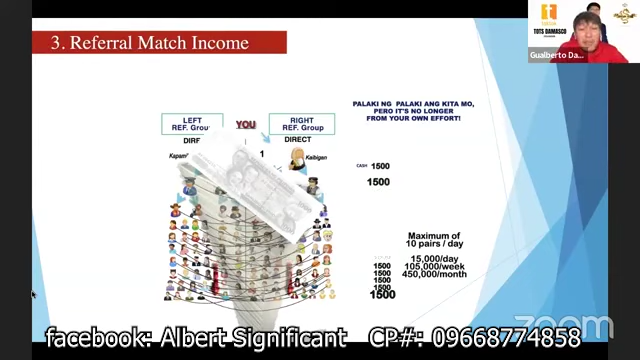 3. Referral Match Income
TOTS DAMASCO
Gualberto Da...
PALAKI NG PALAKI ANG KITA MO,
PERO IT'S NO LONGER
FROM YOUR OWN EFFORT!
LEFT
REF. Group
YOU
RIGHT
REF. Group
DIRECT
1
Kaibigan
CASH 1500
1500
Maximum of
10 pairs / day
15,000/day
1500 105,000/week
1500 450,000/month
1500
1500
zoom
facebook: Albert Significant CP#: 09668774858